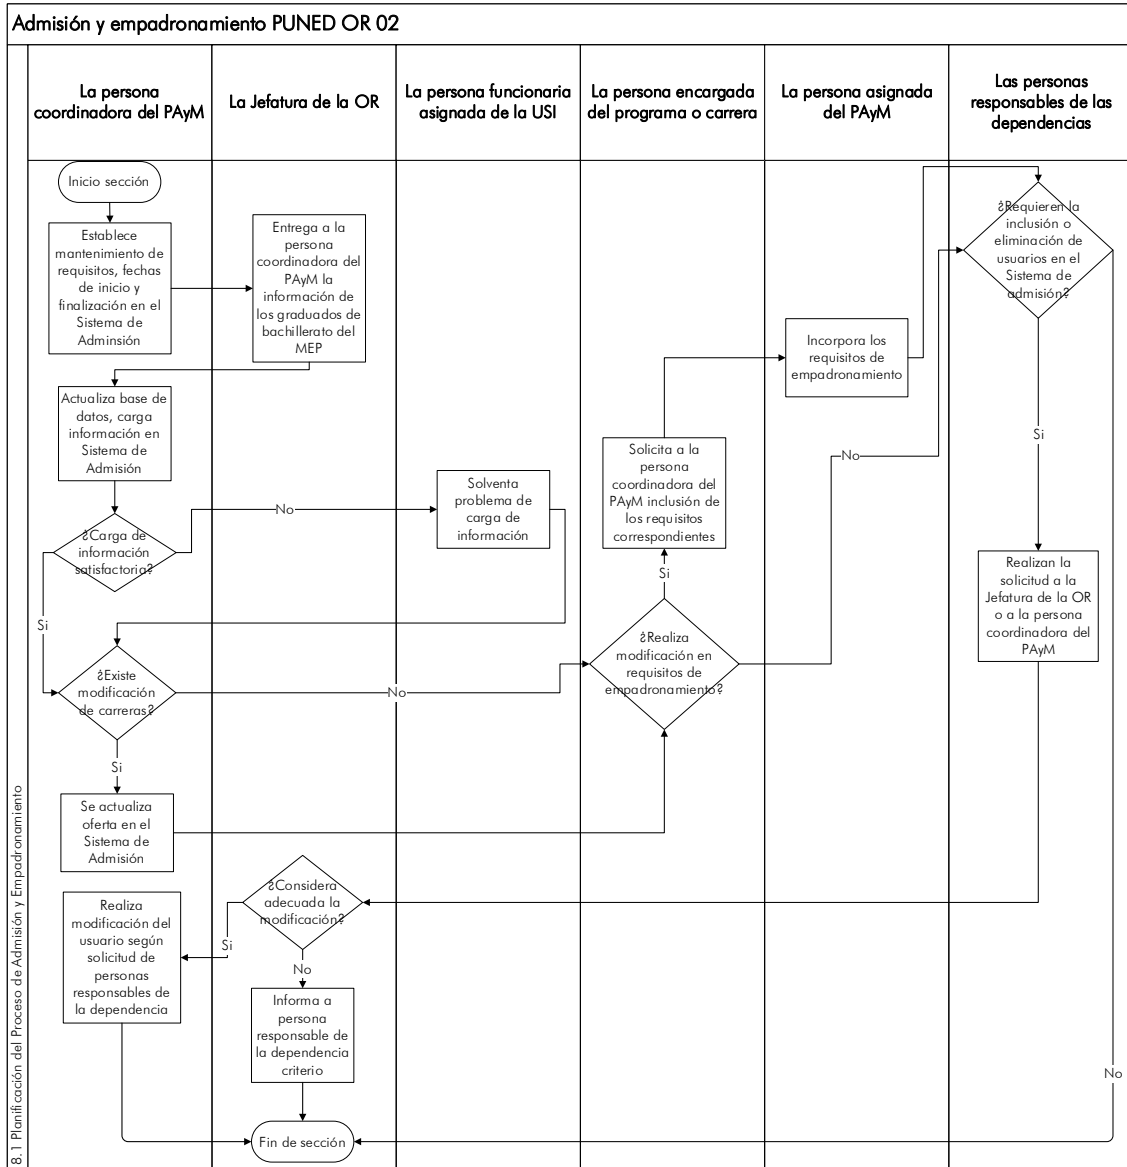 Admisión y empadronamiento PUNED OR 02
La persona
coordinadora del PAyM
La Jefatura de la OR
La persona funcionaria
asignada de la USI
La persona encargada
del programa o carrera
La persona asignada
del PAyM
Las personas
responsables de las
dependencias
8.1 Planificación del Proceso de Admisión y Empadronamiento
Inicio sección
Establece
mantenimiento de
requisitos, fechas
de inicio y
finalización en el
Sistema de
Adminsión
Entrega a la
persona
coordinadora del
PAyM la
información de
los graduados de
bachillerato del
MEP
Actualiza base de
datos, carga
información en
Sistema de
Admisión
¿Carga de
información
satisfactoria?
No
Si
Solventa
problema de
carga de
información
¿Existe
modificación
de carreras?
No
Si
Se actualiza
oferta en el
Sistema de
Admisión
¿Realiza
modificación en
requisitos de
empadronamiento?
Si
No
Solicita a la
persona
coordinadora del
PAyM inclusión de
los requisitos
correspondientes
Incorpora los
requisitos de
empadronamiento
¿Requieren la
inclusión o
eliminación de
usuarios en el
Sistema de
admisión?
Si
No
Realizan la
solicitud a la
Jefatura de la OR
o a la persona
coordinadora del
PAyM
¿Considera
adecuada la
modificación?
Si
No
Realiza
modificación del
usuario según
solicitud de
personas
responsables de
la dependencia
Informa a
persona
responsable de
la dependencia
criterio
Fin de sección